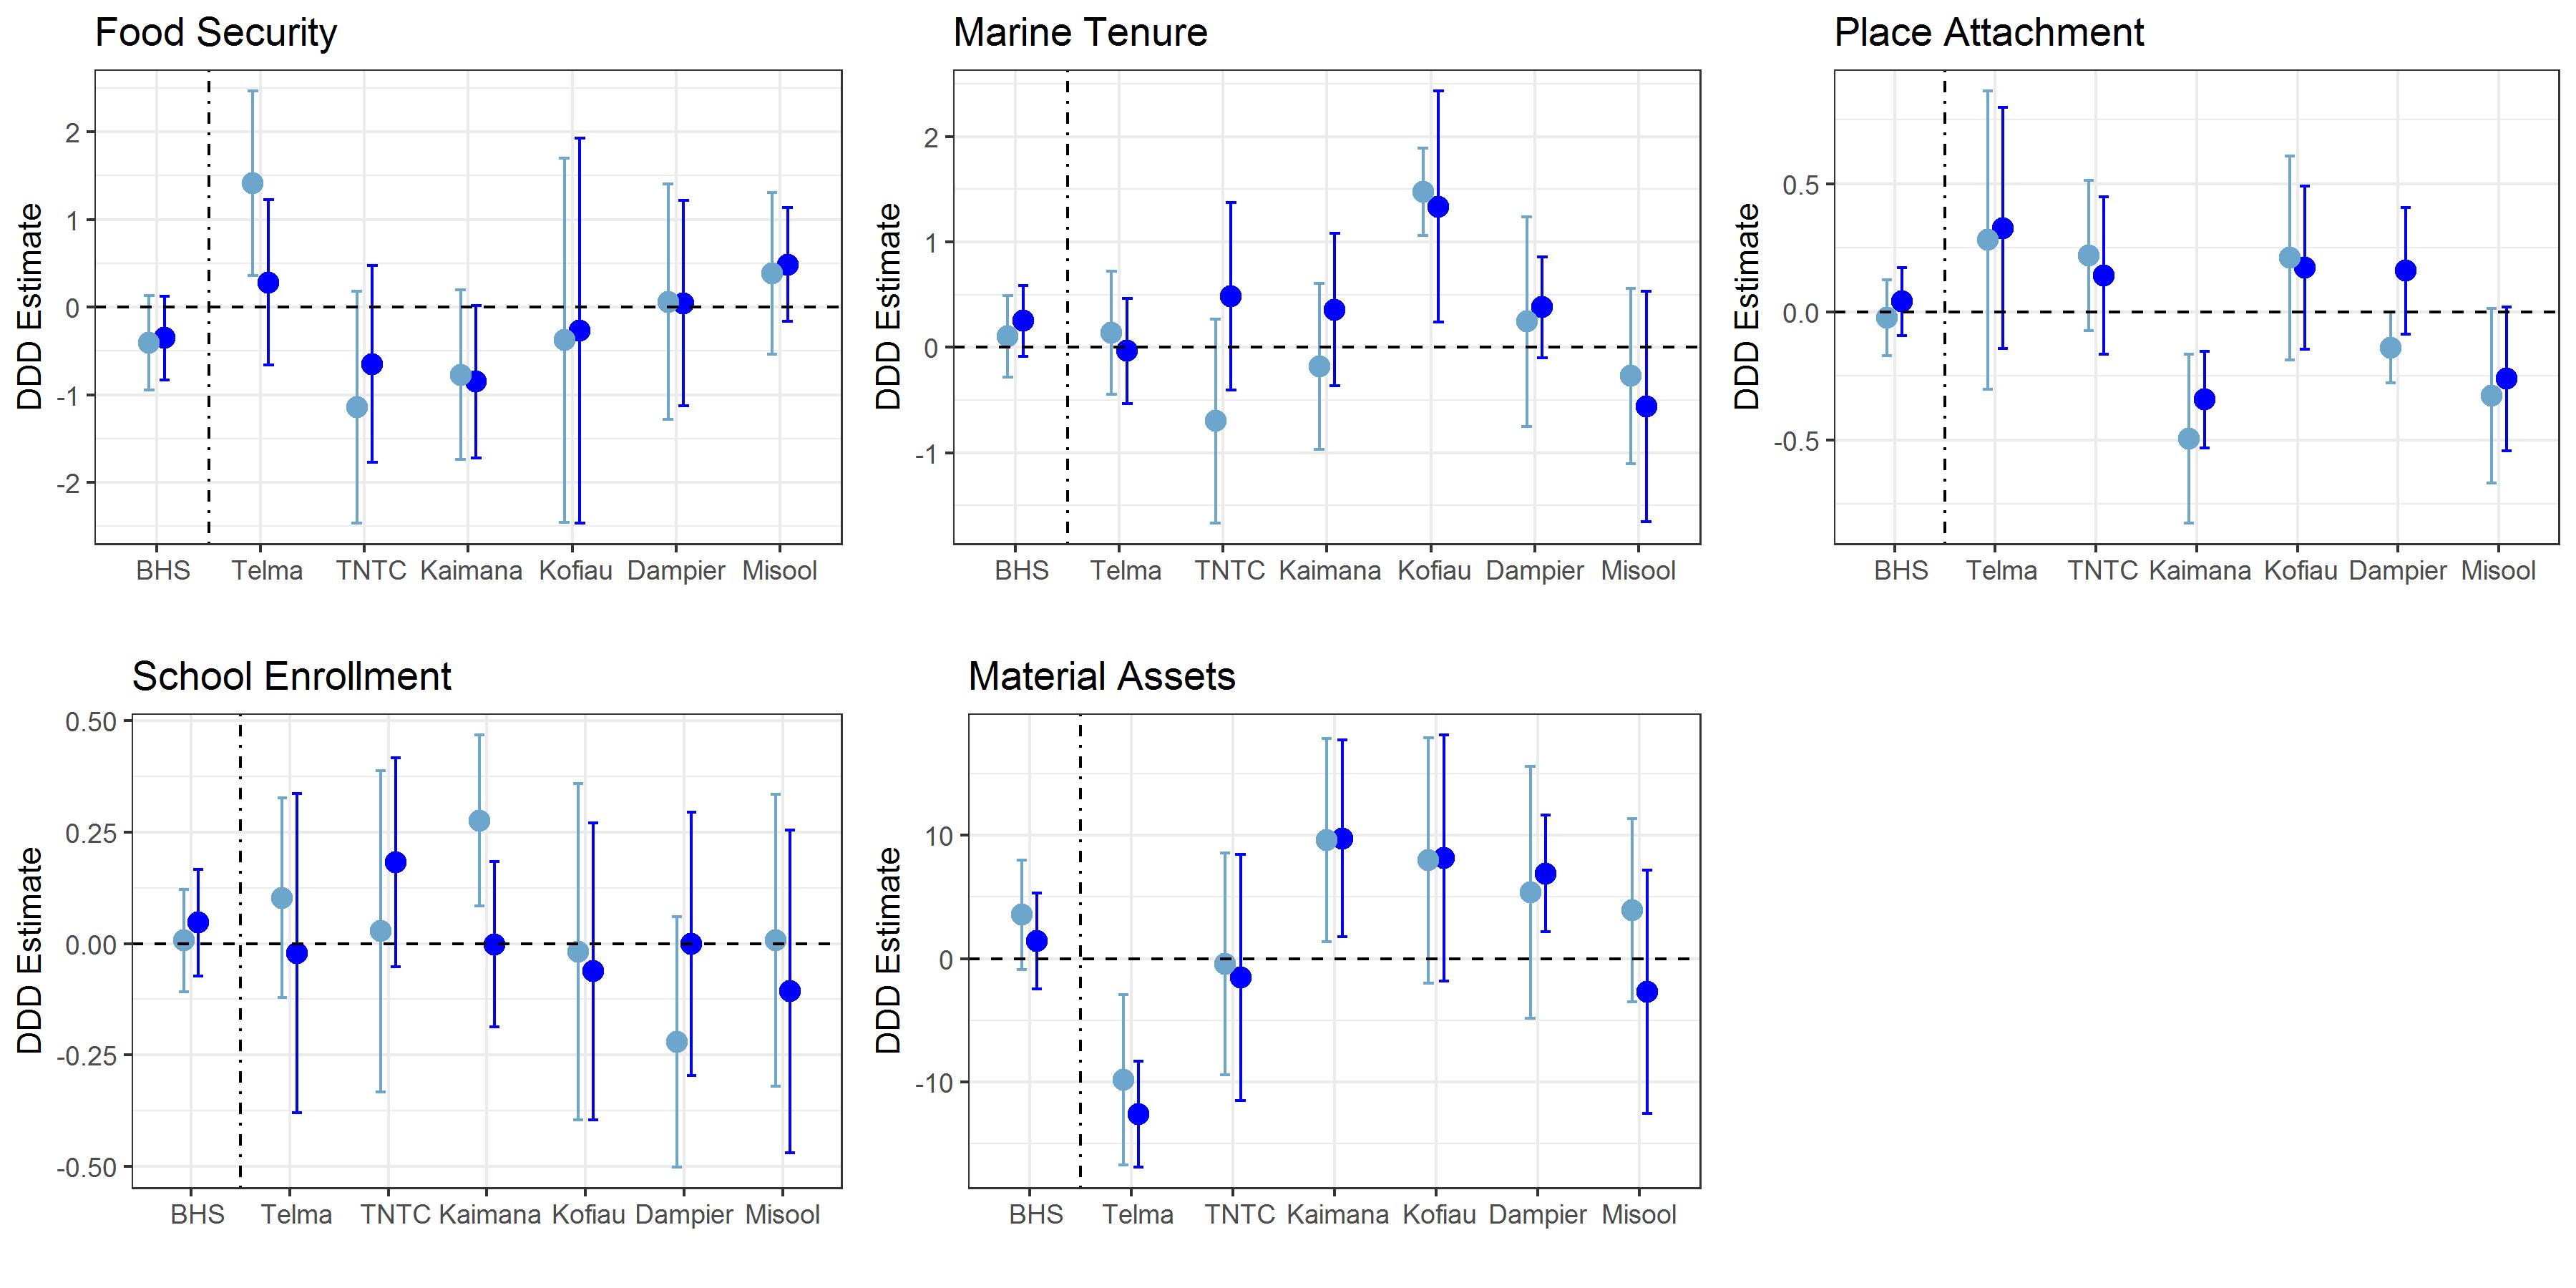 Food Security
Marine Tenure
Place Attachment
DDD Estimate
2
1
0
-1
-2
BHS Telma TNTC Kaimana Kofiau Dampier Misool
DDD Estimate
2
1
0
-1
BHS Telma TNTC Kaimana Kofiau Dampier Misool
DDD Estimate
0.5
0.0
-0.5
BHS Telma TNTC Kaimana Kofiau Dampier Misool
School Enrollment
Material Assets
DDD Estimate
0.50
0.25
0.00
-0.25
-0.50
BHS Telma TNTC Kaimana Kofiau Dampier Misool
DDD Estimate
10
0
-10
BHS Telma TNTC Kaimana Kofiau Dampier Misool